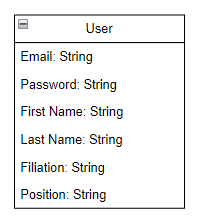 User
Email: String
Password: String
First Name: String
Last Name: String
Filiation: String
Position: String